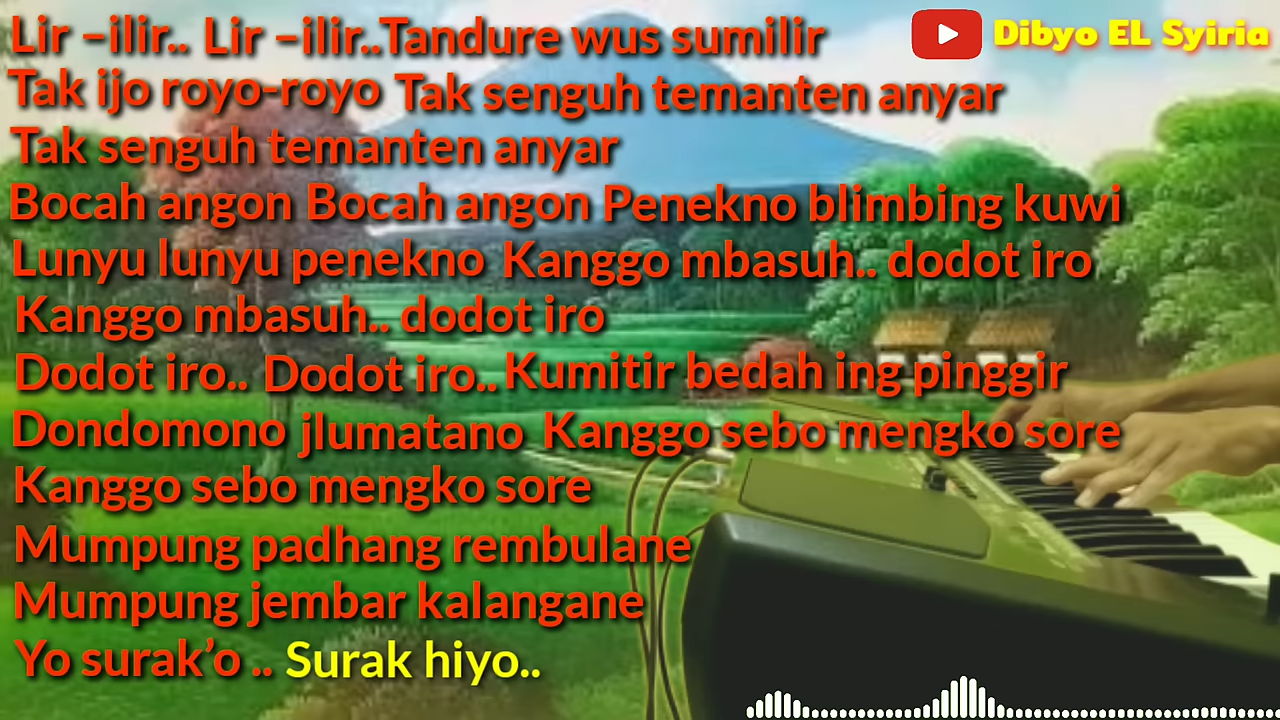 Lir –ilir.. Lir –ilir..Tandure wus sumilir
Dibyo EL Syiria
Tak ijo royo-royo Tak senguh temanten anyar
Tak senguh temanten anyar
Bocah angon Bocah angon Penekno blimbing kuwi
Lunyu lunyu penekno Kanggo mbasuh.. dodot iro
Kanggo mbasuh.. dodot iro
Dodot iro.. Dodot iro.. Kumitir bedah ing pinggir
Dondomono jlumatano Kanggo sebo mengko sore
Kanggo sebo mengko sore
Mumpung padhang rembulane
Mumpung jembar kalangane
Yo surak’o .. Surak hiyo..